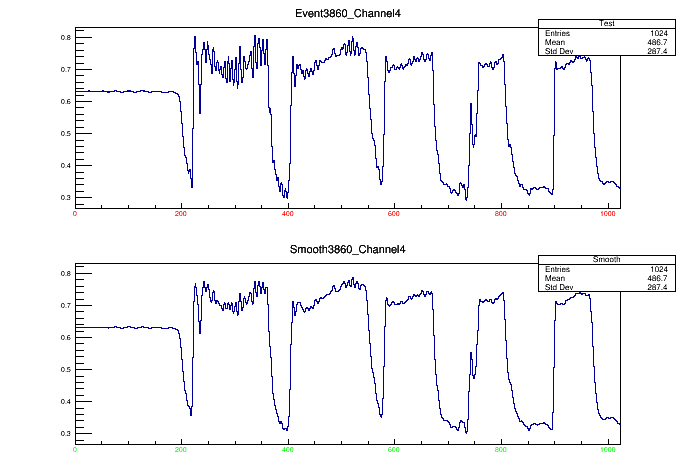 Event3860_Channel4
Test
Entries 1024
Mean 486.7
Std Dev 287.4
0.8
0.7
0.6
0.5
0.4
0.3
0 200 400 600 800 1000
Smooth3860_Channel4
Smooth
Entries 1024
Mean 486.7
Std Dev 287.4
0.8
0.7
0.6
0.5
0.4
0.3
0 200 400 600 800 1000